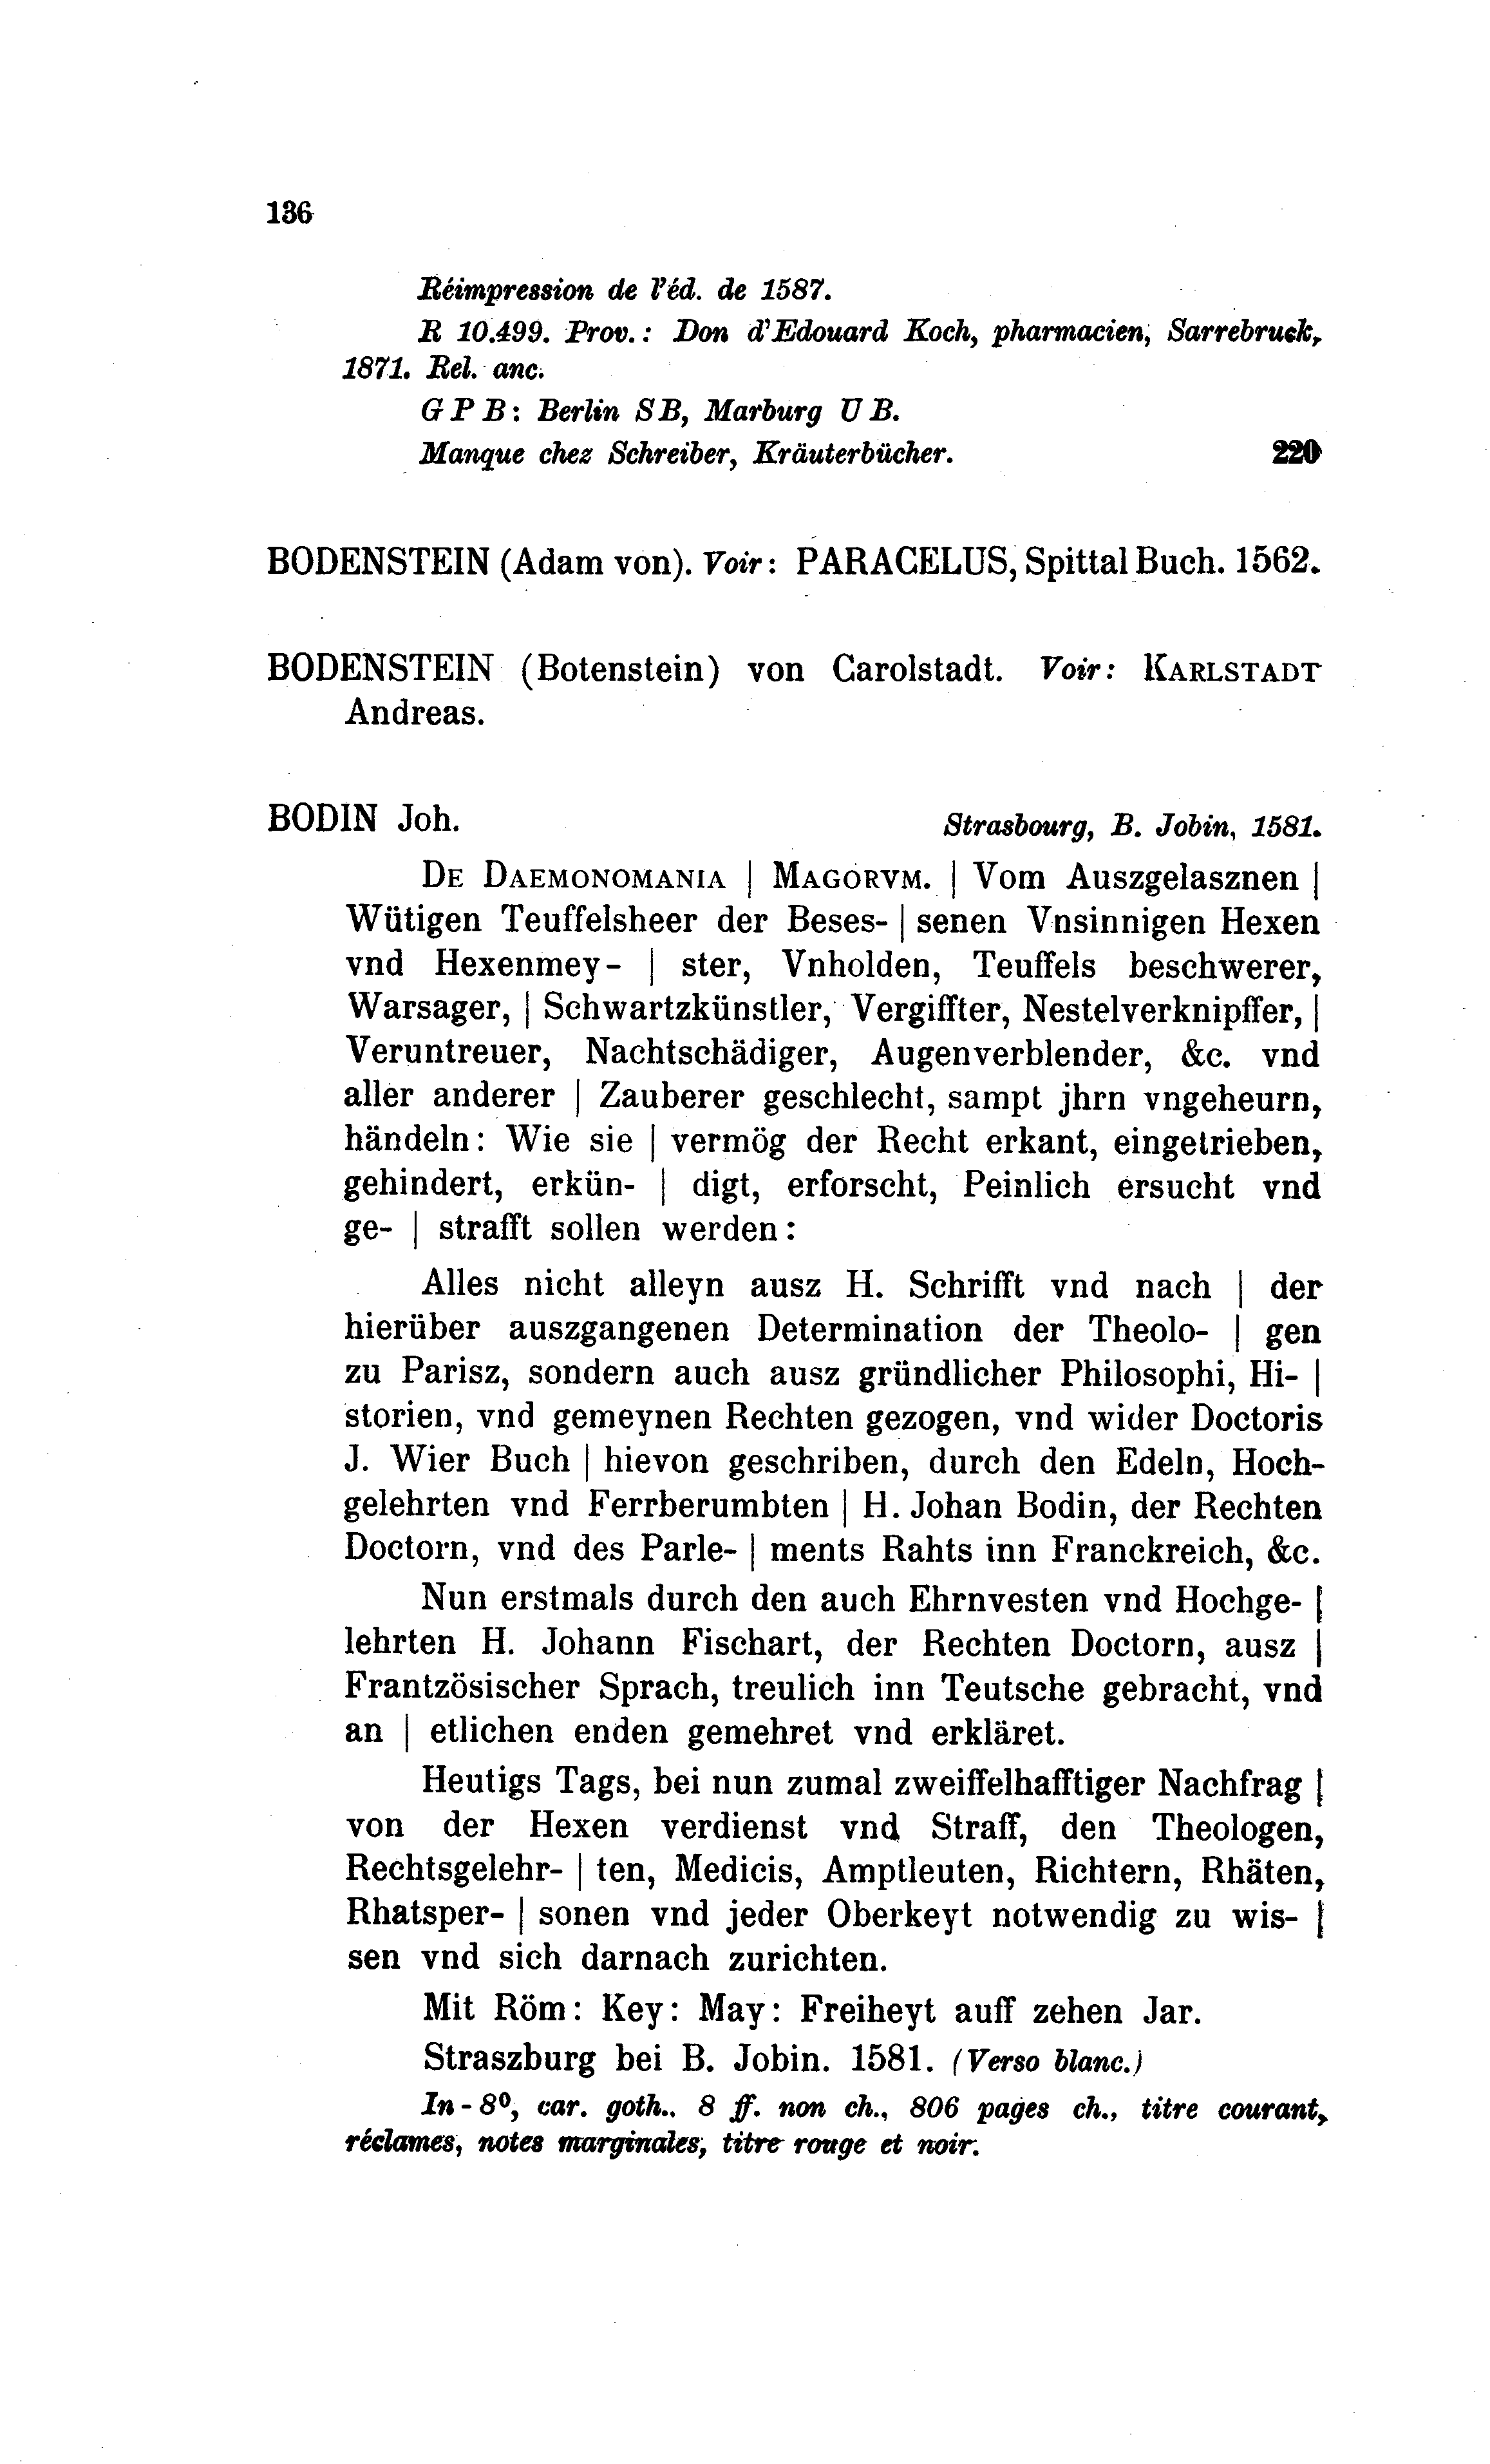 136
Réimpression de l'éd. de 1587.
R 10.499. Prov. : Don d'Edouard Koch, pharmacien, Sarrebruck,
1871. Rel. anc.
G P B : Berlin S B, Marburg U B.
Manque chez Schreiber, Kräuterbücher. 220
BODENSTEIN (Adam von). Voir : PARACELUS, Spittal Buch. 1562.
BODENSTEIN (Botenstein) von Carolstadt. Voir : KARLSTADT
Andreas.
BODIN Joh. Strasbourg, B. Jobin, 1581.
DE DAEMONOMANIA | MAGORVM. | Vom Auszgelasznen |
Wütigen Teuffelsheer der Beses- | senen Vnsinnigen Hexen
vnd Hexenmey- | ster, Vnholden, Teuffels beschwerer,
Warsager, | Schwartzkünstler, Vergiffter, Nestelverknipffer, |
Veruntreuer, Nachtschädiger, Augenverblender, &c. vnd
aller anderer | Zauberer geschlecht, sampt jhrn vngeheurn,
händeln : Wie sie | vermög der Recht erkant, eingetrieben,
gehindert, erkün- | digt, erforscht, Peinlich ersucht vnd
ge- | strafft sollen werden :
Alles nicht alleyn ausz H. Schrifft vnd nach | der
hierüber auszgangenen Determination der Theolo- | gen
zu Parisz, sondern auch ausz gründlicher Philosophi, Hi- |
storien, vnd gemeynen Rechten gezogen, vnd wider Doctoris
J. Wier Buch | hievon geschriben, durch den Edeln, Hoch-
gelehrten vnd Ferrberumbten | H. Johan Bodin, der Rechten
Doctorn, vnd des Parle- | ments Rahts inn Franckreich, &c.
Nun erstmals durch den auch Ehrnvesten vnd Hochge- |
lehrten H. Johann Fischart, der Rechten Doctorn, ausz |
Frantzösischer Sprach, treulich inn Teutsche gebracht, vnd
an | etlichen enden gemehret vnd erkläret.
Heutigs Tags, bei nun zumal zweiffelhafftiger Nachfrag |
von der Hexen verdienst vnd Straff, den Theologen,
Rechtsgelehr- | ten, Medicis, Amptleuten, Richtern, Rhäten,
Rhatsper- | sonen vnd jeder Oberkeyt notwendig zu wis- |
sen vnd sich darnach zurichten.
Mit Röm : Key : May : Freiheyt auff zehen Jar.
Straszburg bei B. Jobin. 1581. (Verso blanc.)
In-8⁰, car. goth.. 8 ff. non ch., 806 pages ch., titre courant,
réclames, notes marginales, titre rouge et noir.